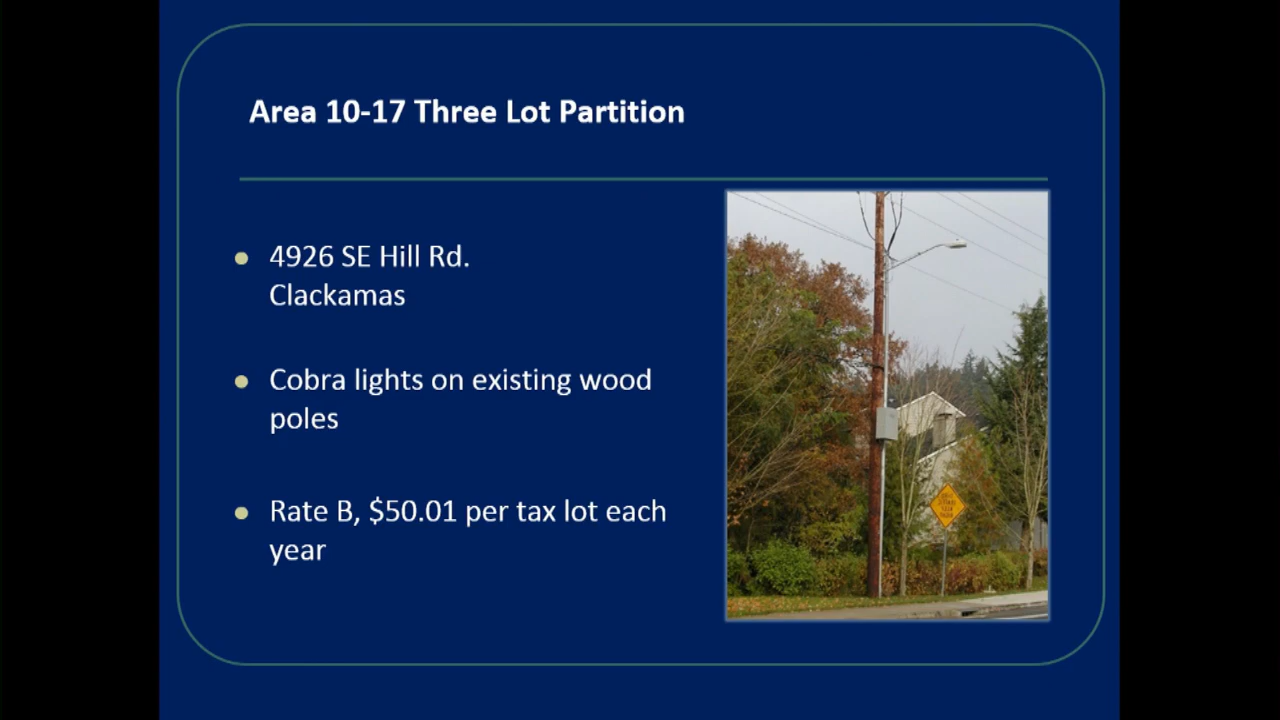 Area 10-17 Three Lot Partition
4926 SE Hill Rd.
Clackamas
Cobra lights on existing wood
poles
Rate B, $50.01 per tax lot each
year